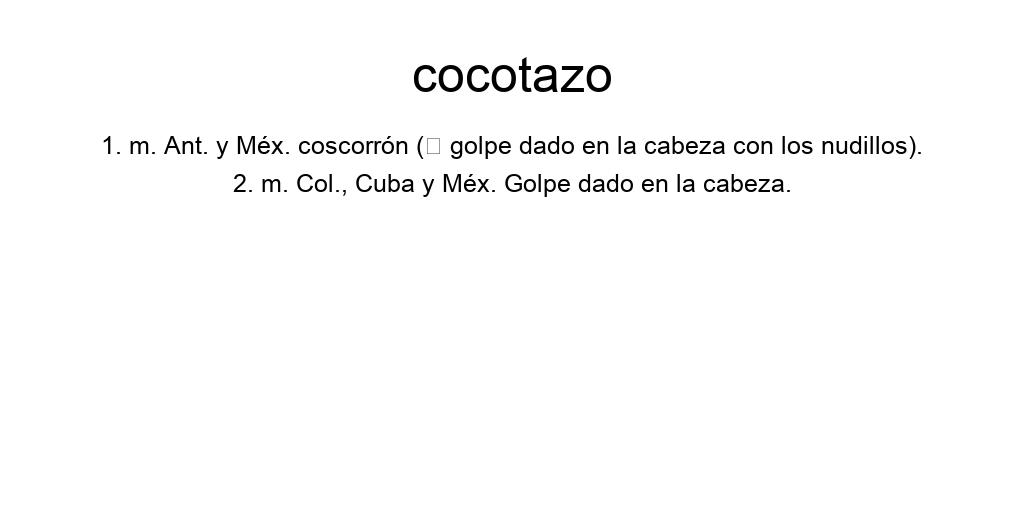 cocotazo
1. m. Ant. y Méx. coscorrón (□ golpe dado en la cabeza con los nudillos).
2. m. Col., Cuba y Méx. Golpe dado en la cabeza.